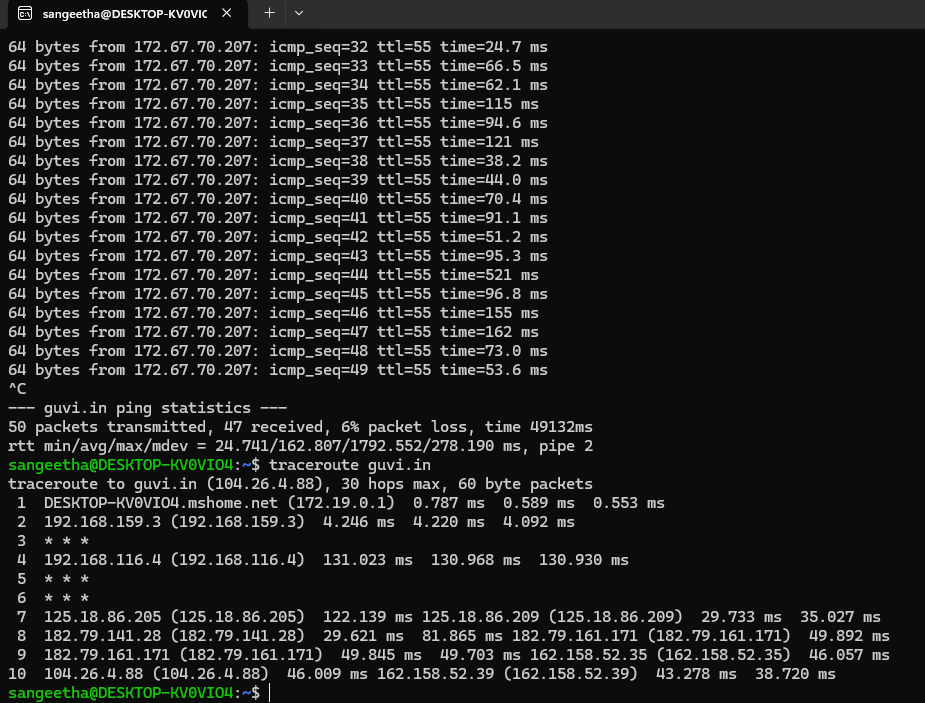 sangeetha@DESKTOP-KV0VIC
64 bytes from 172.67.70.207: icmp_seq=32 ttl=55 time=24.7 ms
64 bytes from 172.67.70.207: icmp_seq=33 ttl=55 time=66.5 ms
64 bytes from 172.67.70.207: icmp_seq=34 ttl=55 time=62.1 ms
64 bytes from 172.67.70.207: icmp_seq=35 ttl=55 time=115 ms
64 bytes from 172.67.70.207: icmp_seq=36 ttl=55 time=94.6 ms
64 bytes from 172.67.70.207: icmp_seq=37 ttl=55 time=121 ms
64 bytes from 172.67.70.207: icmp_seq=38 ttl=55 time=38.2 ms
64 bytes from 172.67.70.207: icmp_seq=39 ttl=55 time=44.0 ms
64 bytes from 172.67.70.207: icmp_seq=40 ttl=55 time=70.4 ms
64 bytes from 172.67.70.207: icmp_seq=41 ttl=55 time=91.1 ms
64 bytes from 172.67.70.207: icmp_seq=42 ttl=55 time=51.2 ms
64 bytes from 172.67.70.207: icmp_seq=43 ttl=55 time=95.3 ms
64 bytes from 172.67.70.207: icmp_seq=44 ttl=55 time=521 ms
64 bytes from 172.67.70.207: icmp_seq=45 ttl=55 time=96.8 ms
64 bytes from 172.67.70.207: icmp_seq=46 ttl=55 time=155 ms
64 bytes from 172.67.70.207: icmp_seq=47 ttl=55 time=162 ms
64 bytes from 172.67.70.207: icmp_seq=48 ttl=55 time=73.0 ms
64 bytes from 172.67.70.207: icmp_seq=49 ttl=55 time=53.6 ms
^C
--- guvi.in ping statistics ---
50 packets transmitted, 47 received, 6% packet loss, time 49132ms
rtt min/avg/max/mdev = 24.741/162.807/1792.552/278.190 ms, pipe 2
sangeetha@DESKTOP-KV0VIO4:~$ traceroute guvi.in
traceroute to guvi.in (104.26.4.88), 30 hops max, 60 byte packets
 1  DESKTOP-KV0VIO4.mshome.net (172.19.0.1)  0.787 ms  0.589 ms  0.553 ms
 2  192.168.159.3 (192.168.159.3)  4.246 ms  4.220 ms  4.092 ms
 3  * * *
 4  192.168.116.4 (192.168.116.4)  131.023 ms  130.968 ms  130.930 ms
 5  * * *
 6  * * *
 7  125.18.86.205 (125.18.86.205)  122.139 ms 125.18.86.209 (125.18.86.209)  29.733 ms  35.027 ms
 8  182.79.141.28 (182.79.141.28)  29.621 ms  81.865 ms 182.79.161.171 (182.79.161.171)  49.892 ms
 9  182.79.161.171 (182.79.161.171)  49.845 ms  49.703 ms 162.158.52.35 (162.158.52.35)  46.057 ms
10  104.26.4.88 (104.26.4.88)  46.009 ms 162.158.52.39 (162.158.52.39)  43.278 ms  38.720 ms
sangeetha@DESKTOP-KV0VIO4:~$